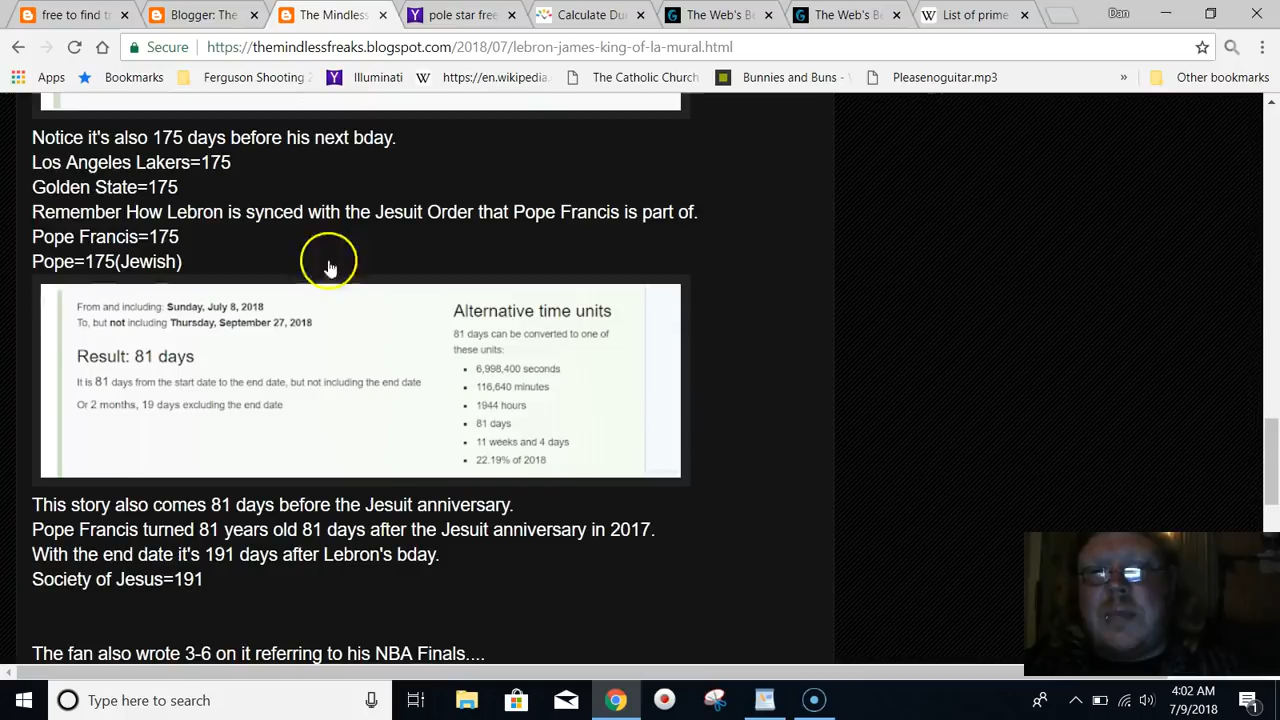 free to find tr
Blogger: The
The Mindless
pole star free
Calculate Du
The Web's Be
The Web's Be
List of prime
Dan
Secure
https://themindlessfreaks.blogspot.com/2018/07/lebron-james-king-of-la-mural.html
Apps
Bookmarks
Ferguson Shooting 2
Illuminati
https://en.wikipedia.
The Catholic Church
Bunnies and Buns -
Pleasenoguitar.mp3
»
Other bookmarks
Notice it's also 175 days before his next bday.
Los Angeles Lakers=175
Golden State=175
Remember How Lebron is synced with the Jesuit Order that Pope Francis is part of.
Pope Francis=175
Pope=175(Jewish)
From and including: Sunday, July 8, 2018
To, but not including Thursday, September 27, 2018
Result: 81 days
It is 81 days from the start date to the end date, but not including the end date
Or 2 months, 19 days excluding the end date
Alternative time units
81 days can be converted to one of
these units:
6,998,400 seconds
116,640 minutes
1944 hours
81 days
11 weeks and 4 days
22.19% of 2018
This story also comes 81 days before the Jesuit anniversary.
Pope Francis turned 81 years old 81 days after the Jesuit anniversary in 2017.
With the end date it's 191 days after Lebron's bday.
Society of Jesus=191
The fan also wrote 3-6 on it referring to his NBA Finals....
Type here to search
4:02 AM
7/9/2018